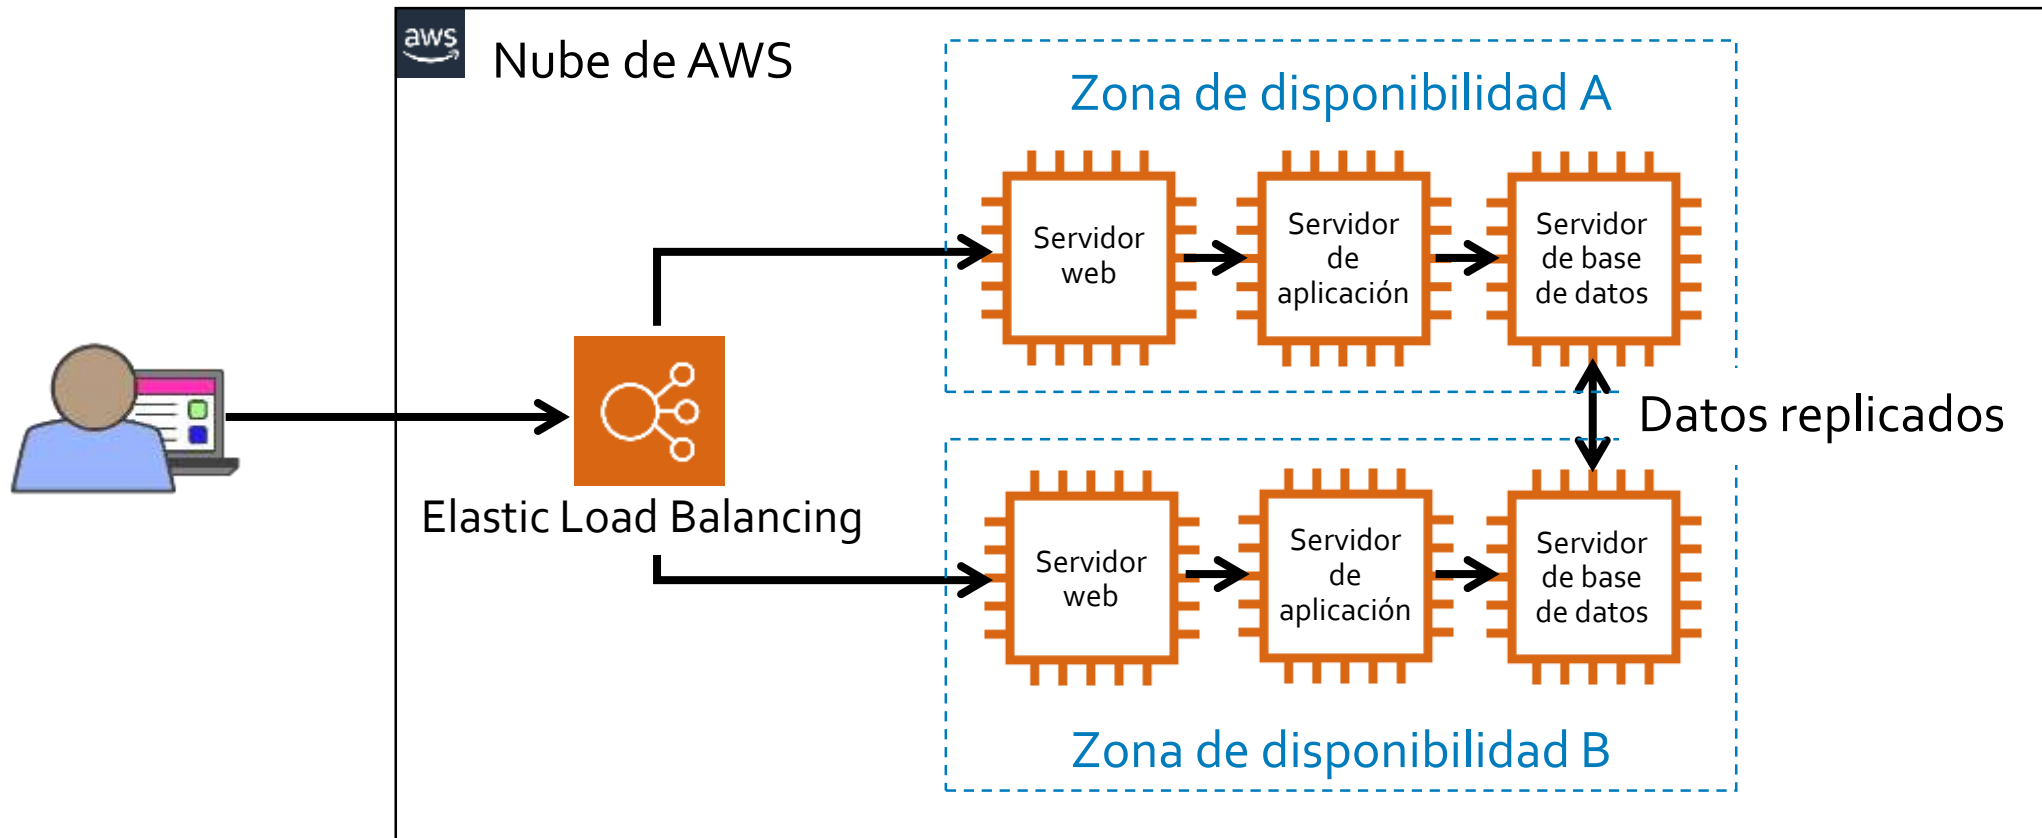 aws
Nube de AWS
Zona de disponibilidad A
Servidor
web
Servidor
de
aplicación
Servidor
de base
de datos
Datos replicados
Elastic Load Balancing
Servidor
web
Servidor
de
aplicación
Servidor
de base
de datos
Zona de disponibilidad B